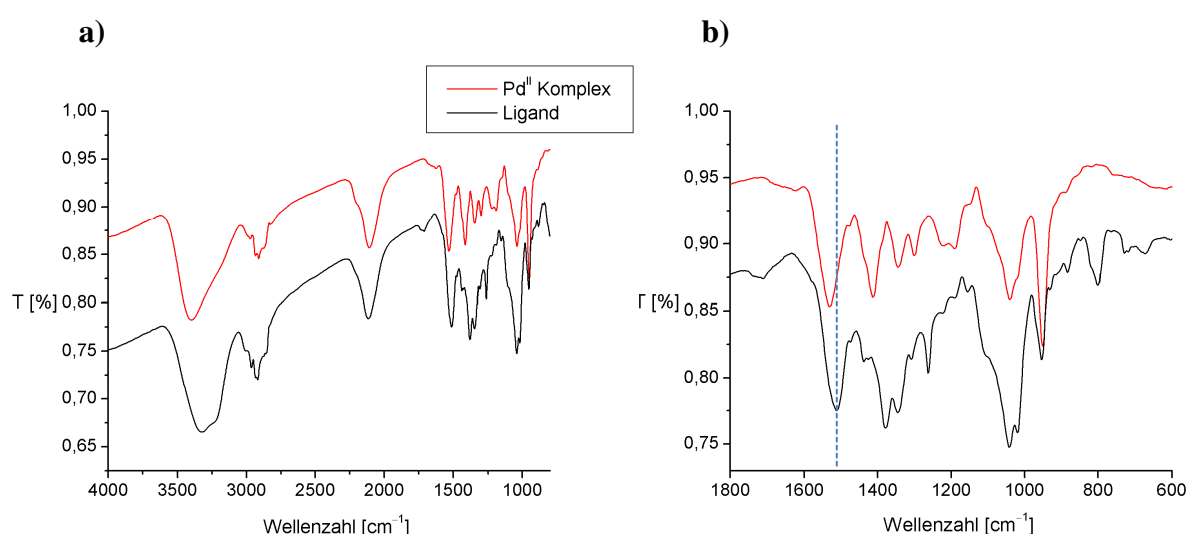 a)
b)
Pd^II Komplex
Ligand
1,00
0,95
0,90
0,85
0,80
0,75
0,70
0,65
T [%]
4000 3500 3000 2500 2000 1500 1000
Wellenzahl [cm⁻¹]
1,00
0,95
0,90
0,85
0,80
0,75
T [%]
1800 1600 1400 1200 1000 800 600
Wellenzahl [cm⁻¹]